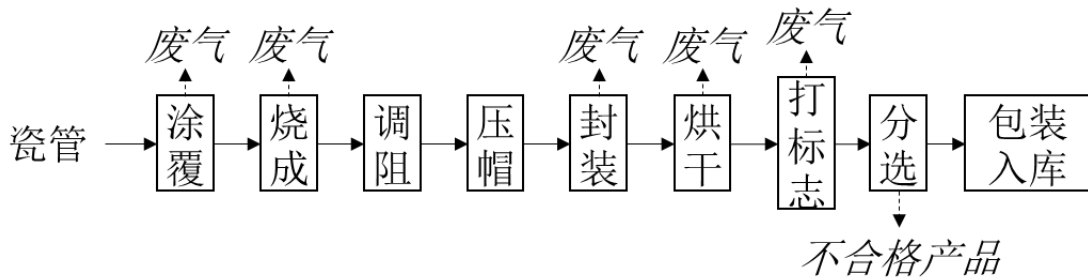 废气 废气 废气 废气 废气
瓷管 涂覆 烧成 调阻 压帽 封装 烘干 打标志 分选 包装入库
不合格产品